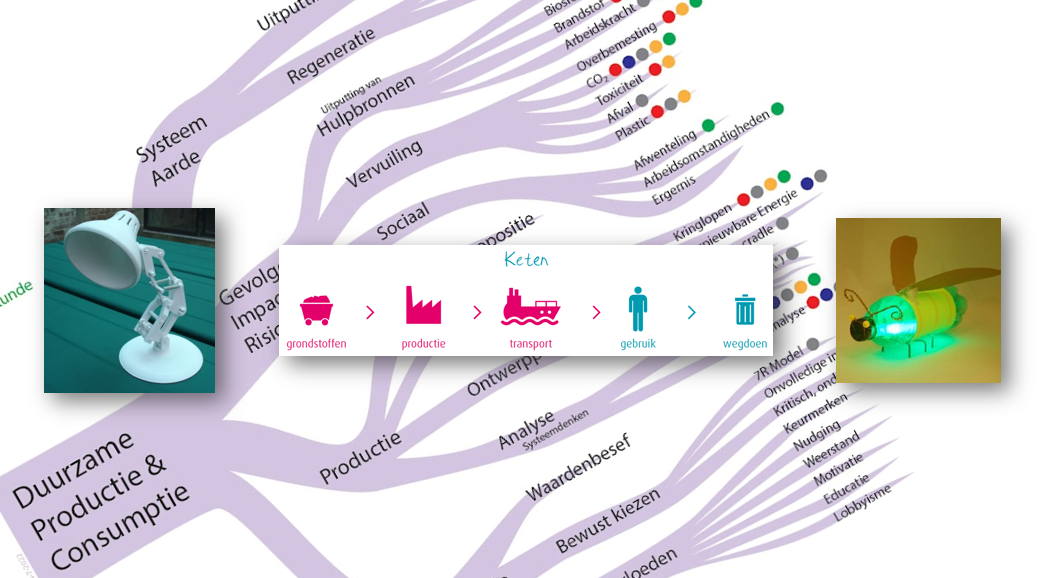 Regeneratie
Brandstof
Arbeidskracht
Overbemesting
CO₂
Toxiciteit
Afval
Plastic
Uitputting van
Hulpbronnen
Systeem
Aarde
Vervuiling
Afwenteling
Arbeidsomstandigheden
Ergernis
Sociaal
Kringlopen
Keten
grondstoffen
productie
transport
gebruik
wegdoen
7R Model
Kritisch,
Keurmerken
Nudging
Weerstand
Motivatie
Educatie
Lobbyisme
Analyse
Systeemdenken
Productie
Waardenbesef
Bewust kiezen
Duurzame
Productie &
Consumptie